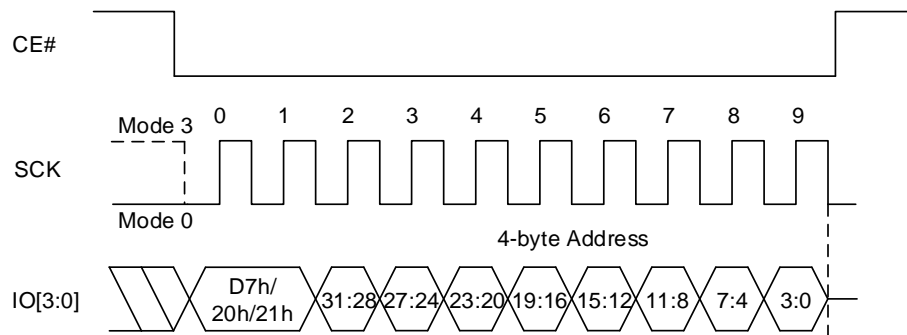 CE#
Mode 3
0 1 2 3 4 5 6 7 8 9
SCK
Mode 0
4-byte Address
IO[3:0]
D7h/
20h/21h
31:28 27:24 23:20 19:16 15:12 11:8 7:4 3:0